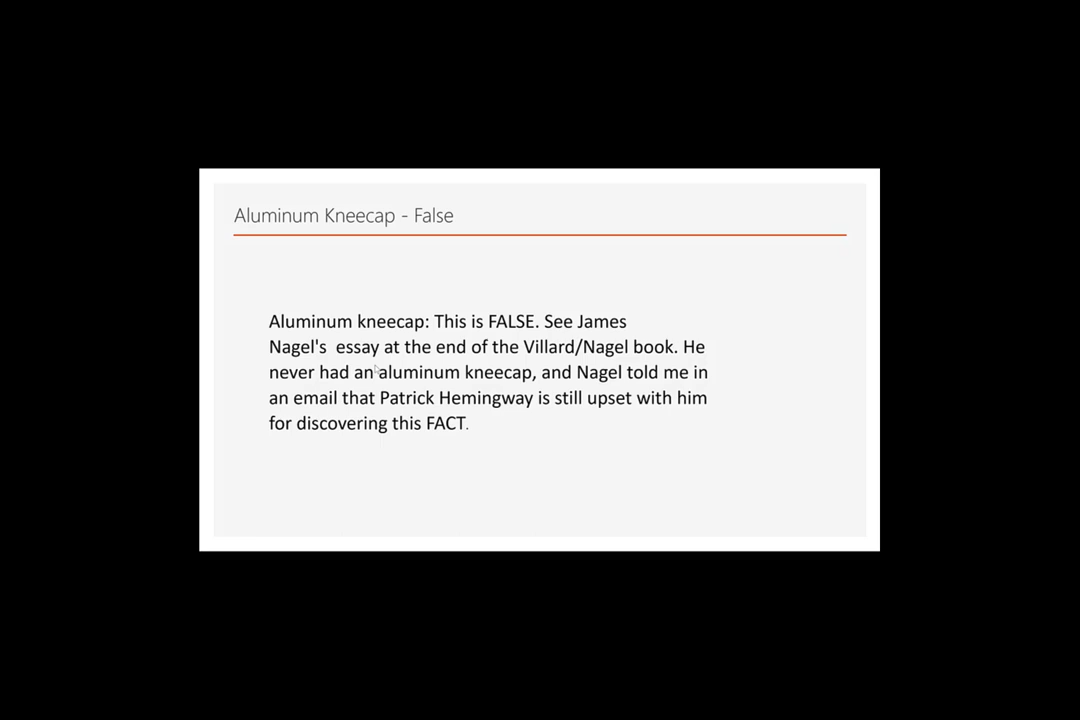 Aluminum Kneecap - False
Aluminum kneecap: This is FALSE. See James
Nagel's  essay at the end of the Villard/Nagel book. He
never had an aluminum kneecap, and Nagel told me in
an email that Patrick Hemingway is still upset with him
for discovering this FACT.